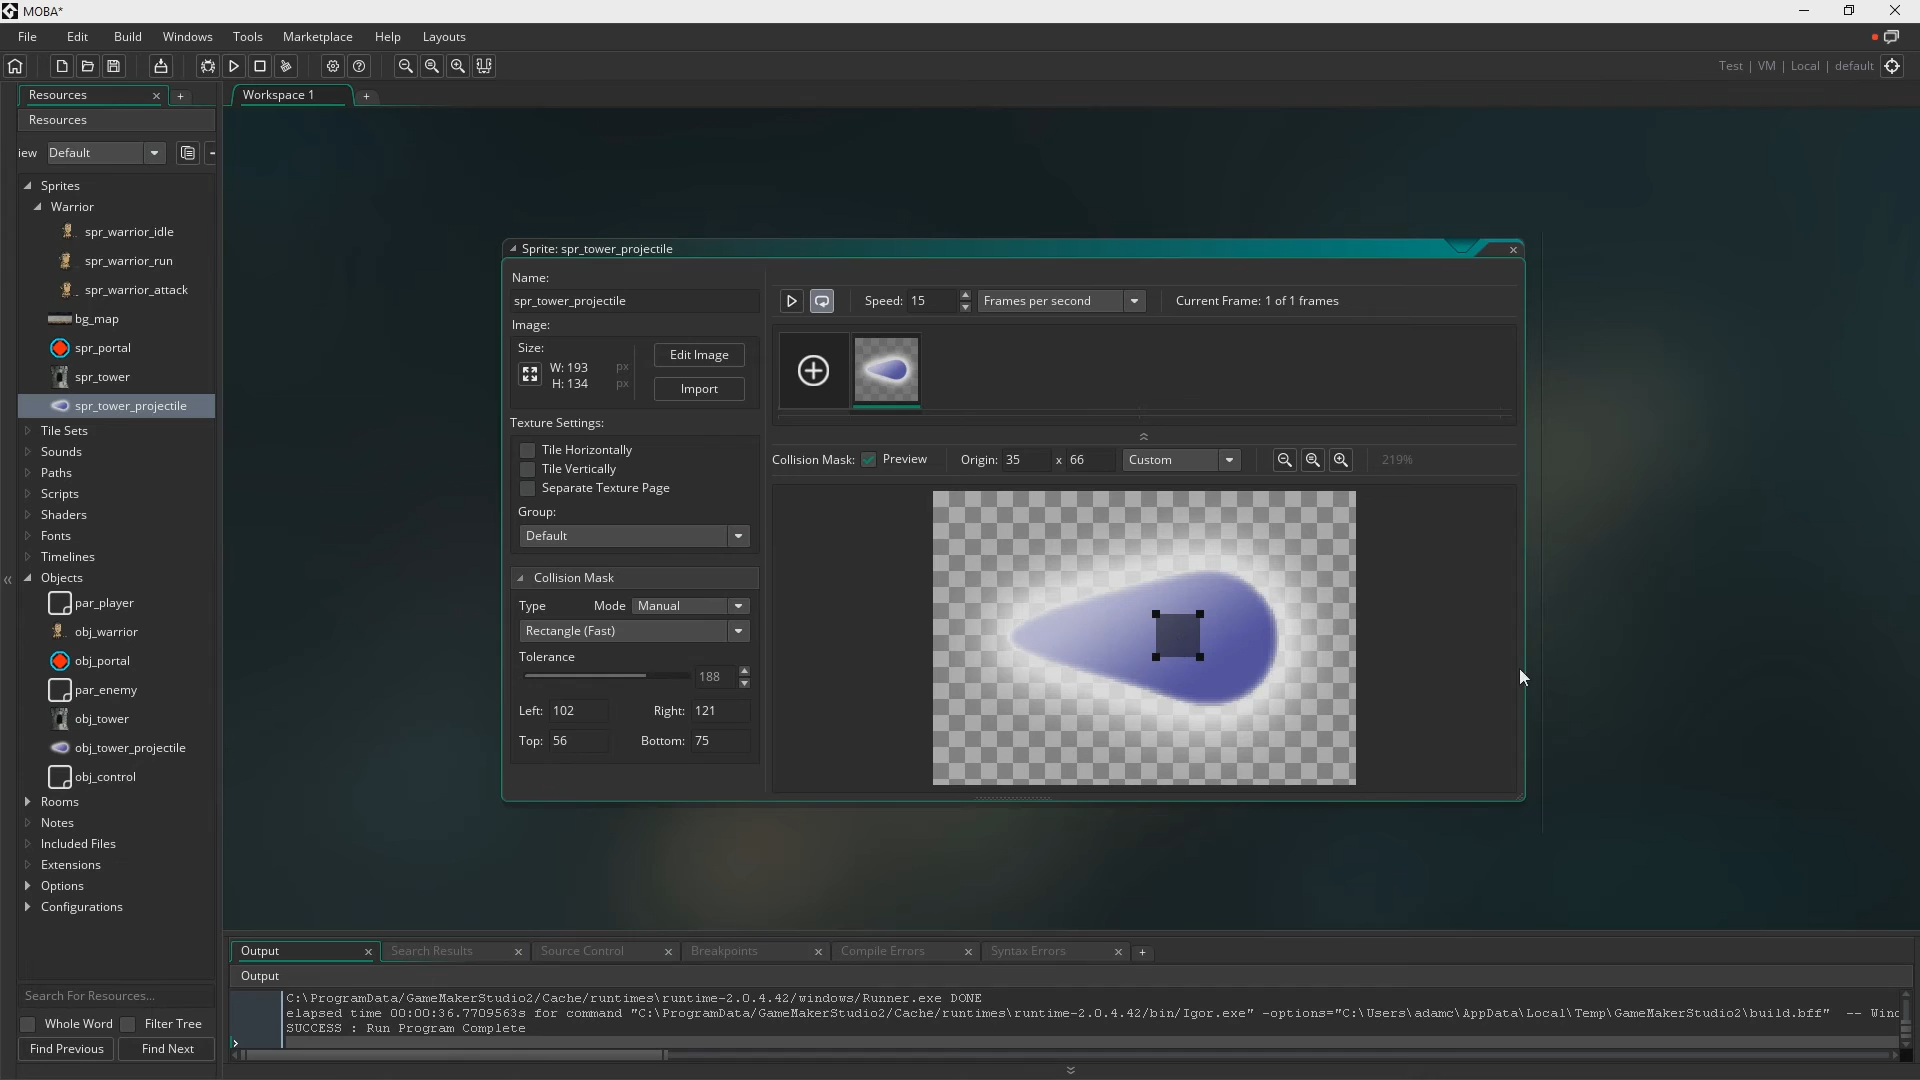 MOBA*
File Edit Build Windows Tools Marketplace Help Layouts
Test | VM | Local | default
Resources
Workspace 1
Resources
iew Default
Sprites
Warrior
spr_warrior_idle
spr_warrior_run
spr_warrior_attack
bg_map
spr_portal
spr_tower
spr_tower_projectile
Tile Sets
Sounds
Paths
Scripts
Shaders
Fonts
Timelines
Objects
par_player
obj_warrior
obj_portal
par_enemy
obj_tower
obj_tower_projectile
obj_control
Rooms
Notes
Included Files
Extensions
Options
Configurations
Search For Resources...
Whole Word Filter Tree
Find Previous Find Next
Sprite: spr_tower_projectile
Name:
spr_tower_projectile
Image:
Size:
W: 193 px
H: 134 px
Edit Image
Import
Texture Settings:
Tile Horizontally
Tile Vertically
Separate Texture Page
Group:
Default
Collision Mask
Type Mode Manual
Rectangle (Fast)
Tolerance
188
Left: 102 Right: 121
Top: 56 Bottom: 75
Speed: 15 Frames per second Current Frame: 1 of 1 frames
Collision Mask: Preview Origin: 35 x 66 Custom 219%
Output Search Results Source Control Breakpoints Compile Errors Syntax Errors
Output
C:\ProgramData/GameMakerStudio2/Cache/runtimes\runtime-2.0.4.42/windows/Runner.exe DONE
elapsed time 00:00:36.7709563s for command "C:\ProgramData/GameMakerStudio2/Cache/runtimes\runtime-2.0.4.42/bin/Igor.exe" -options="C:\Users\adamc\AppData\Local\Temp\GameMakerStudio2\build.bff" -- Wind
SUCCESS : Run Program Complete